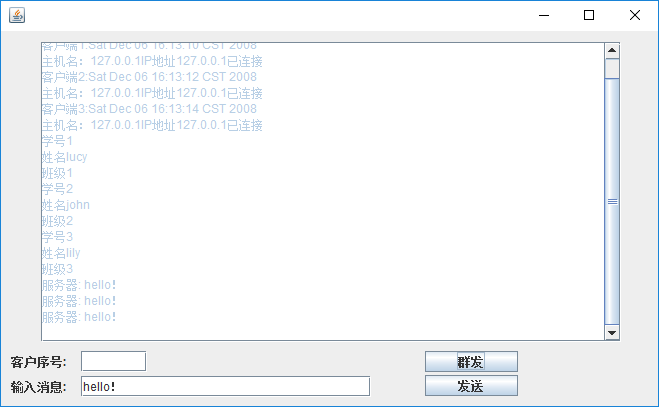 客户端1:Sat Dec 06 16:13:10 CST 2008
主机名：127.0.0.1IP地址127.0.0.1已连接
客户端2:Sat Dec 06 16:13:12 CST 2008
主机名：127.0.0.1IP地址127.0.0.1已连接
客户端3:Sat Dec 06 16:13:14 CST 2008
主机名：127.0.0.1IP地址127.0.0.1已连接
学号1
姓名lucy
班级1
学号2
姓名john
班级2
学号3
姓名lily
班级3
服务器: hello！
服务器: hello！
服务器: hello！
客户序号:
群发
输入消息:
hello！
发送